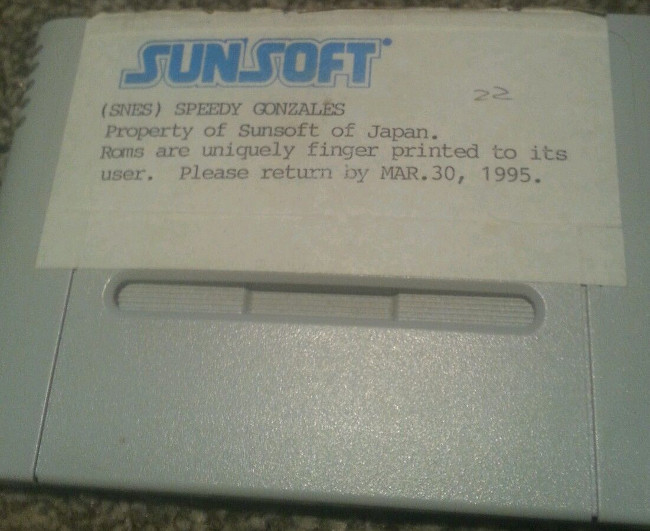 SUNSOFT
22
(SNES) SPEEDY GONZALES
Property of Sunsoft of Japan.
Roms are uniquely finger printed to its
user. Please return by MAR.30, 1995.